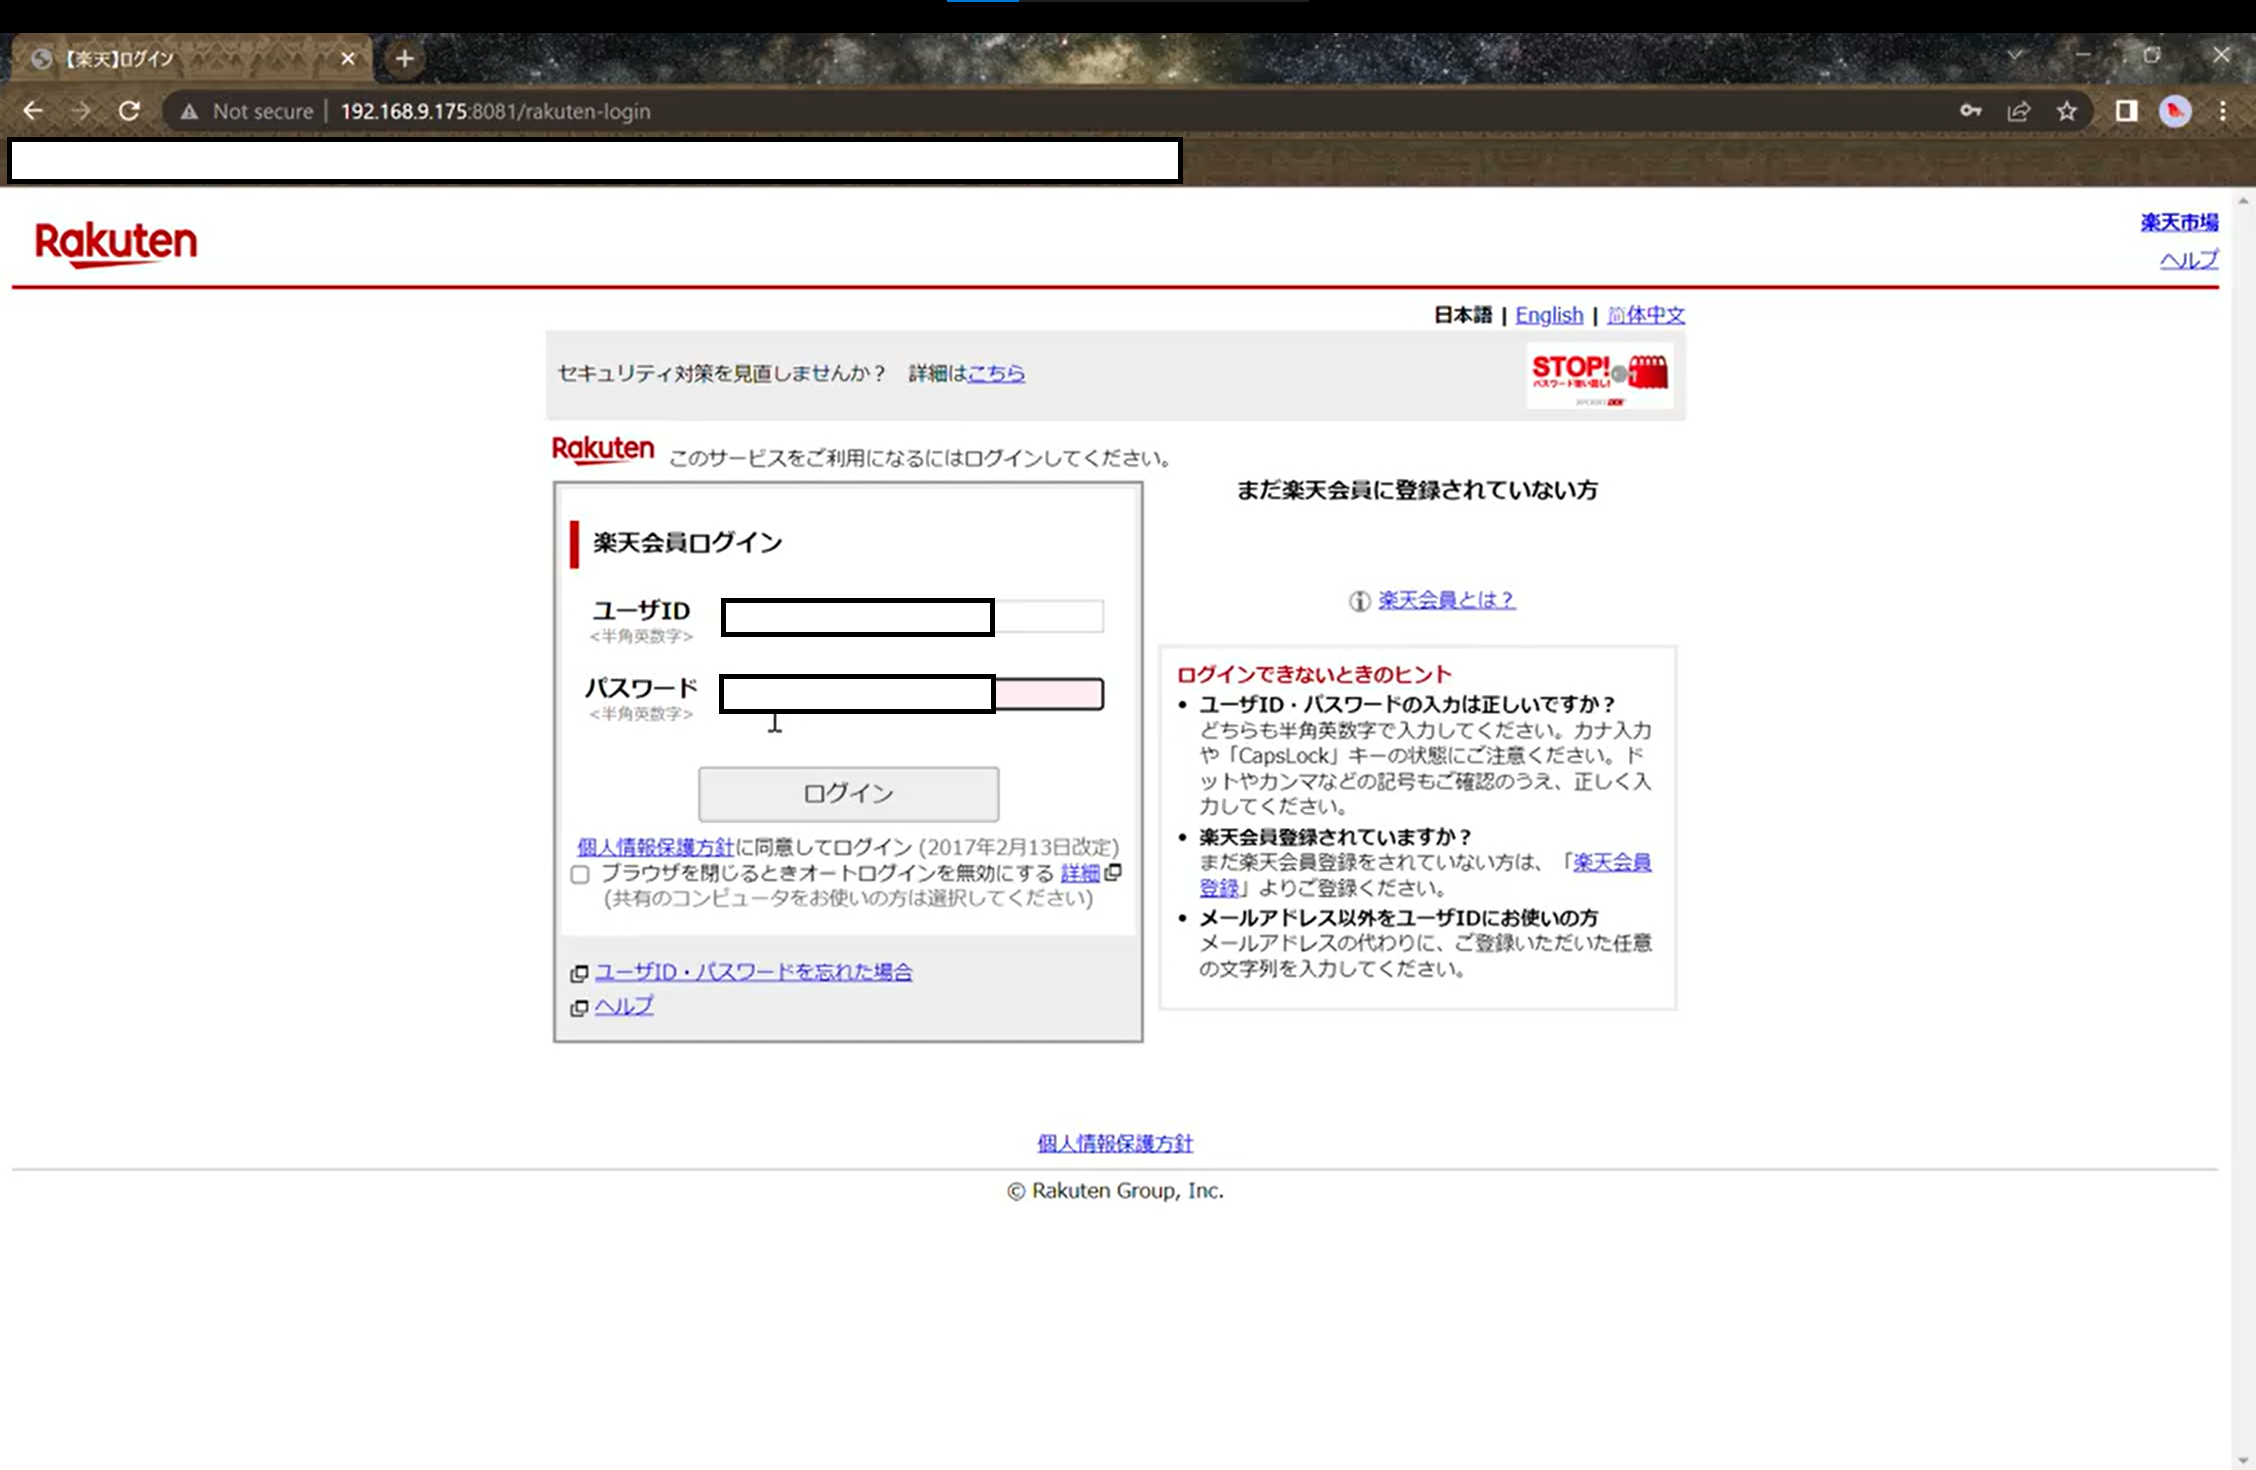 【楽天】ログイン
Not secure | 192.168.9.175:8081/rakuten-login
Rakuten
楽天市場
ヘルプ
日本語 | English | 简体中文
セキュリティ対策を見直しませんか? 詳細はこちら
STOP!
パスワード使い回し!
Rakuten このサービスをご利用になるにはログインしてください。
楽天会員ログイン
ユーザID
<半角英数字>
パスワード
<半角英数字>
ログイン
個人情報保護方針に同意してログイン (2017年2月13日改定)
ブラウザを閉じるときオートログインを無効にする 詳細
(共有のコンピュータをお使いの方は選択してください)
ユーザID・パスワードを忘れた場合
ヘルプ
まだ楽天会員に登録されていない方
楽天会員とは?
ログインできないときのヒント
• ユーザID・パスワードの入力は正しいですか?
どちらも半角英数字で入力してください。カナ入力
や「CapsLock」キーの状態にご注意ください。ド
ットやカンマなどの記号もご確認のうえ、正しく入
力してください。
• 楽天会員登録されていますか?
まだ楽天会員登録をされていない方は、「楽天会員
登録」よりご登録ください。
• メールアドレス以外をユーザIDにお使いの方
メールアドレスの代わりに、ご登録いただいた任意
の文字列を入力してください。
個人情報保護方針
© Rakuten Group, Inc.